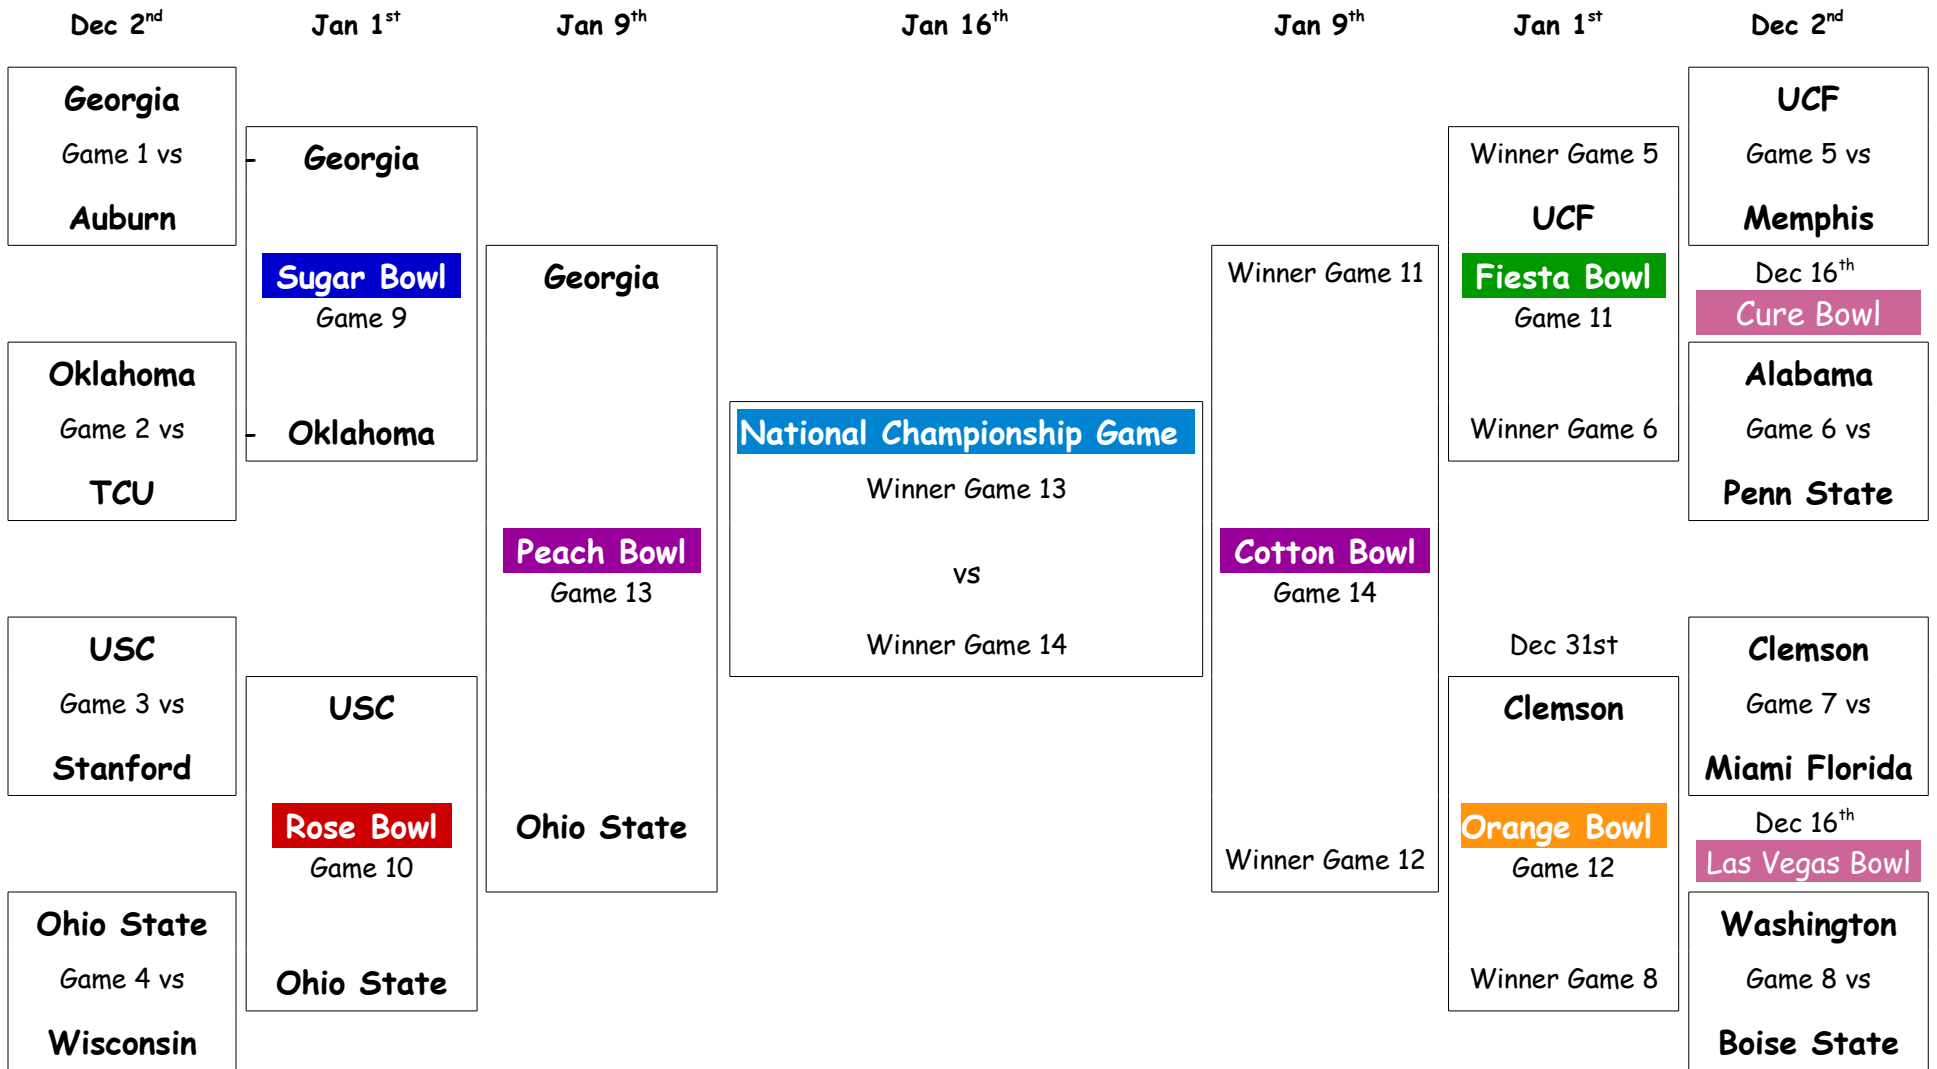 Dec 2nd
Jan 1st
Jan 9th
Jan 16th
Jan 9th
Jan 1st
Dec 2nd
Georgia
Game 1 vs
Auburn
Oklahoma
Game 2 vs
TCU
USC
Game 3 vs
Stanford
Ohio State
Game 4 vs
Wisconsin
- Georgia
Sugar Bowl
Game 9
- Oklahoma
USC
Rose Bowl
Game 10
Ohio State
Georgia
Peach Bowl
Game 13
Ohio State
National Championship Game
Winner Game 13
vs
Winner Game 14
Winner Game 11
Cotton Bowl
Game 14
Winner Game 12
Winner Game 5
UCF
Fiesta Bowl
Game 11
Winner Game 6
Dec 31st
Clemson
Orange Bowl
Game 12
Winner Game 8
UCF
Game 5 vs
Memphis
Dec 16th
Cure Bowl
Alabama
Game 6 vs
Penn State
Clemson
Game 7 vs
Miami Florida
Dec 16th
Las Vegas Bowl
Washington
Game 8 vs
Boise State